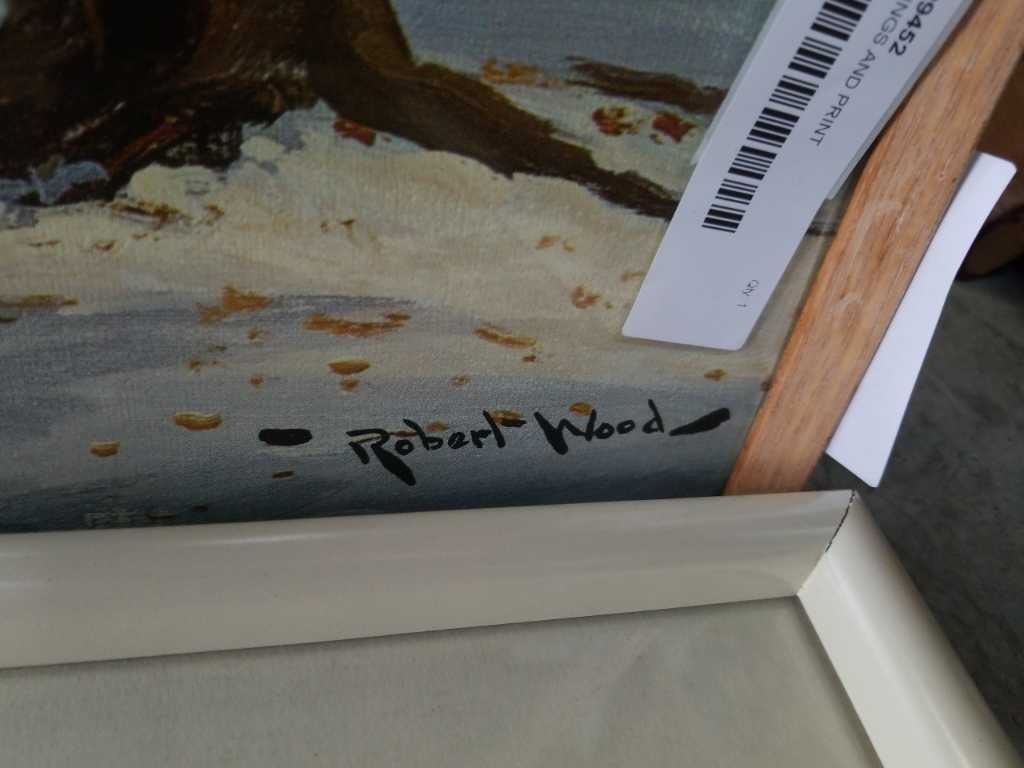 9452
NGS AND PRINT
Qty 1
Robert Wood